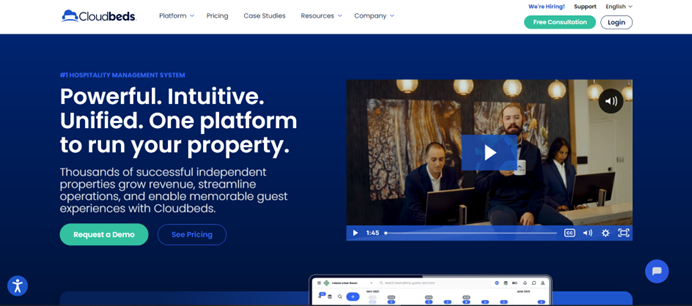 We're Hiring!
Support
English
Cloudbeds
Platform
Pricing
Case Studies
Resources
Company
Free Consultation
Login
#1 HOSPITALITY MANAGEMENT SYSTEM
Powerful. Intuitive.
Unified. One platform
to run your property.
Thousands of successful independent
properties grow revenue, streamline
operations, and enable memorable guest
experiences with Cloudbeds.
Request a Demo
See Pricing
1:45
CC